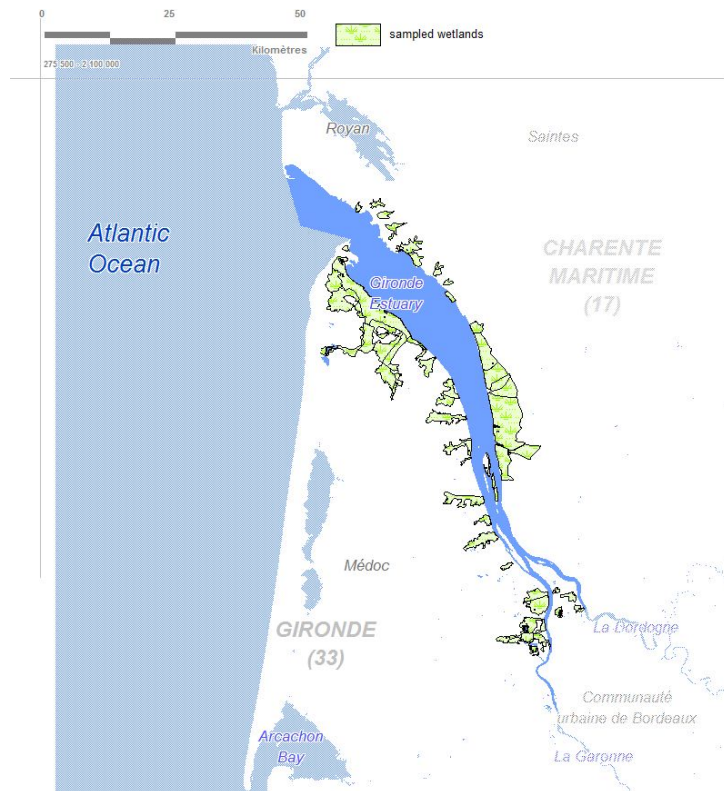 0 25 50
Kilomètres
sampled wetlands
275 500 - 2 100 000
Royan
Saintes
Atlantic
Ocean
CHARENTE
MARITIME
(17)
Gironde
Estuary
Médoc
GIRONDE
(33)
La Dordogne
Communauté
urbaine de Bordeaux
Arcachon
Bay
La Garonne